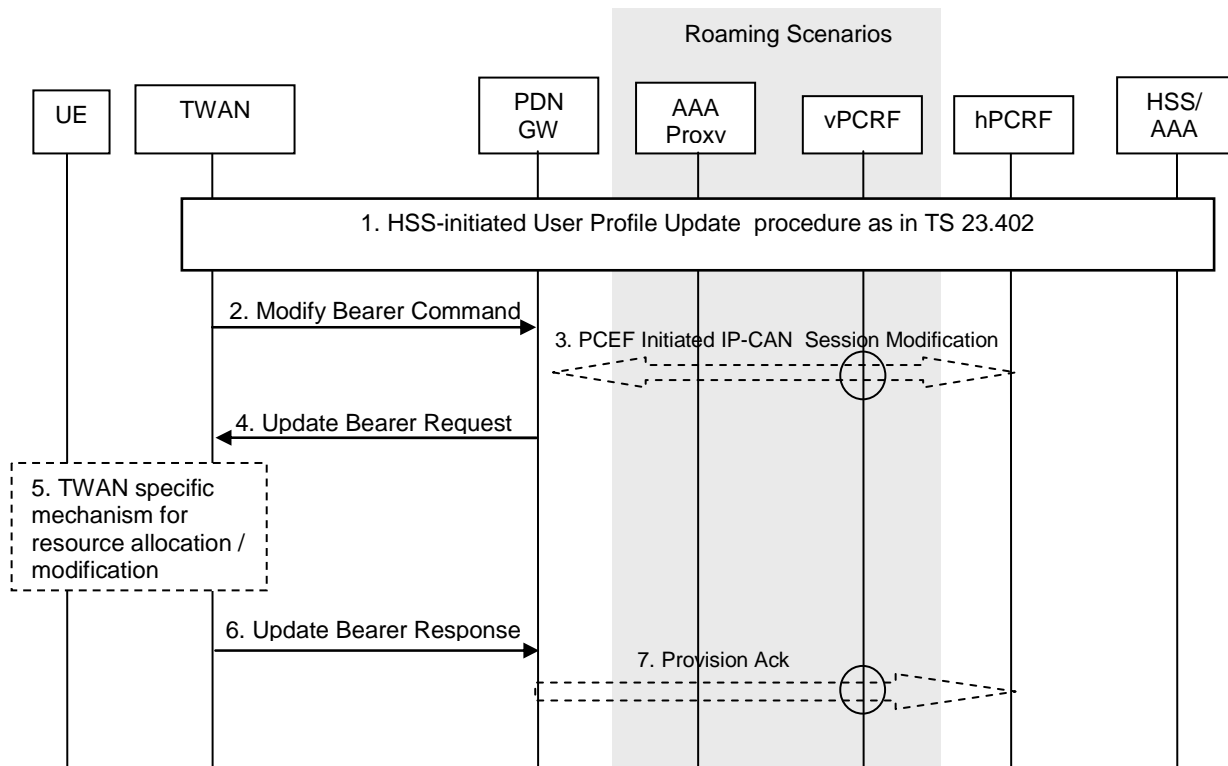 Roaming Scenarios
UE
TWAN
PDN
GW
AAA
Proxv
vPCRF
hPCRF
HSS/
AAA
1. HSS-initiated User Profile Update procedure as in TS 23.402
2. Modify Bearer Command
3. PCEF Initiated IP-CAN Session Modification
4. Update Bearer Request
5. TWAN specific
mechanism for
resource allocation /
modification
6. Update Bearer Response
7. Provision Ack